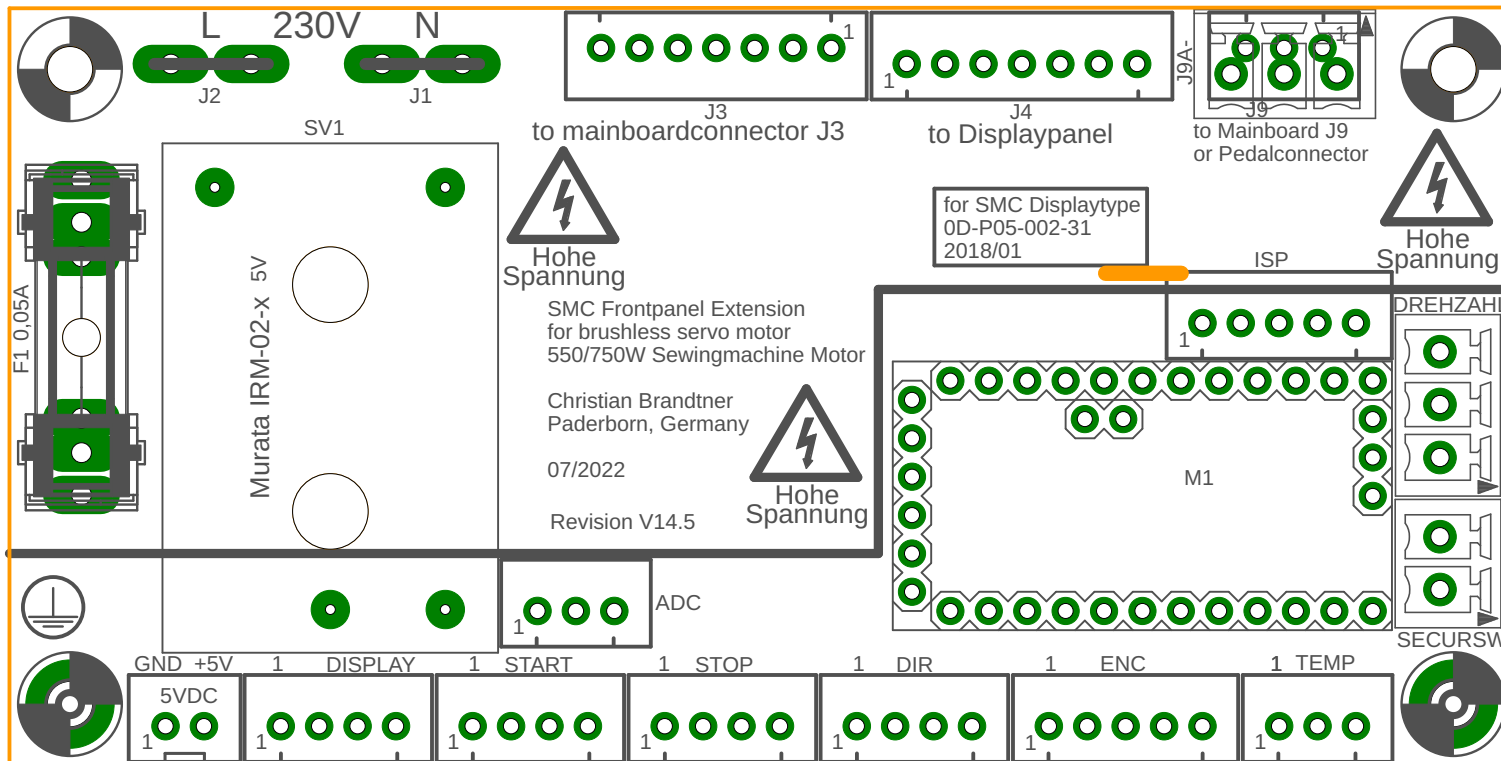 L 230V N
J2
J1
J3
1
to mainboardconnector J3
1
J4
to Displaypanel
J9A-
1
J9
to Mainboard J9
or Pedalconnector
SV1
Hohe
Spannung
for SMC Displaytype
0D-P05-002-31
2018/01
Hohe
Spannung
ISP
1
DREHZAHL
F1 0,05A
Murata IRM-02-x 5V
SMC Frontpanel Extension
for brushless servo motor
550/750W Sewingmachine Motor
Christian Brandtner
Paderborn, Germany
07/2022
Revision V14.5
Hohe
Spannung
M1
ADC
1
SECURSW
GND +5V
5VDC
1
1 DISPLAY
1
1 START
1
1 STOP
1
1 DIR
1
1 ENC
1
1 TEMP
1